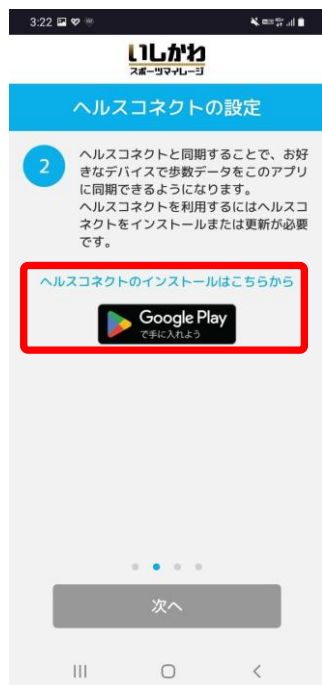 3:22
いしかわ
スポーツマイレージ
ヘルスコネクトの設定
2
ヘルスコネクトと同期することで、お好
きなデバイスで歩数データをこのアプリ
に同期できるようになります。
ヘルスコネクトを利用するにはヘルスコ
ネクトをインストールまたは更新が必要
です。
ヘルスコネクトのインストールはこちらから
Google Play
で手に入れよう
次へ